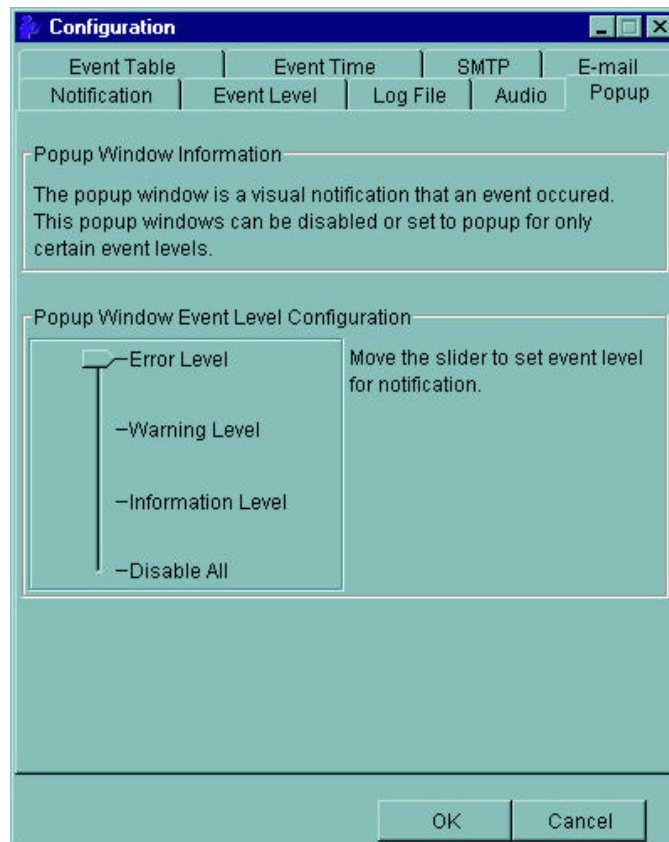 Configuration
Event Table
Event Time
SMTP
E-mail
Notification
Event Level
Log File
Audio
Popup
Popup Window Information
The popup window is a visual notification that an event occured.
This popup windows can be disabled or set to popup for only
certain event levels.
Popup Window Event Level Configuration
Error Level
Move the slider to set event level
for notification.
Warning Level
Information Level
Disable All
OK
Cancel